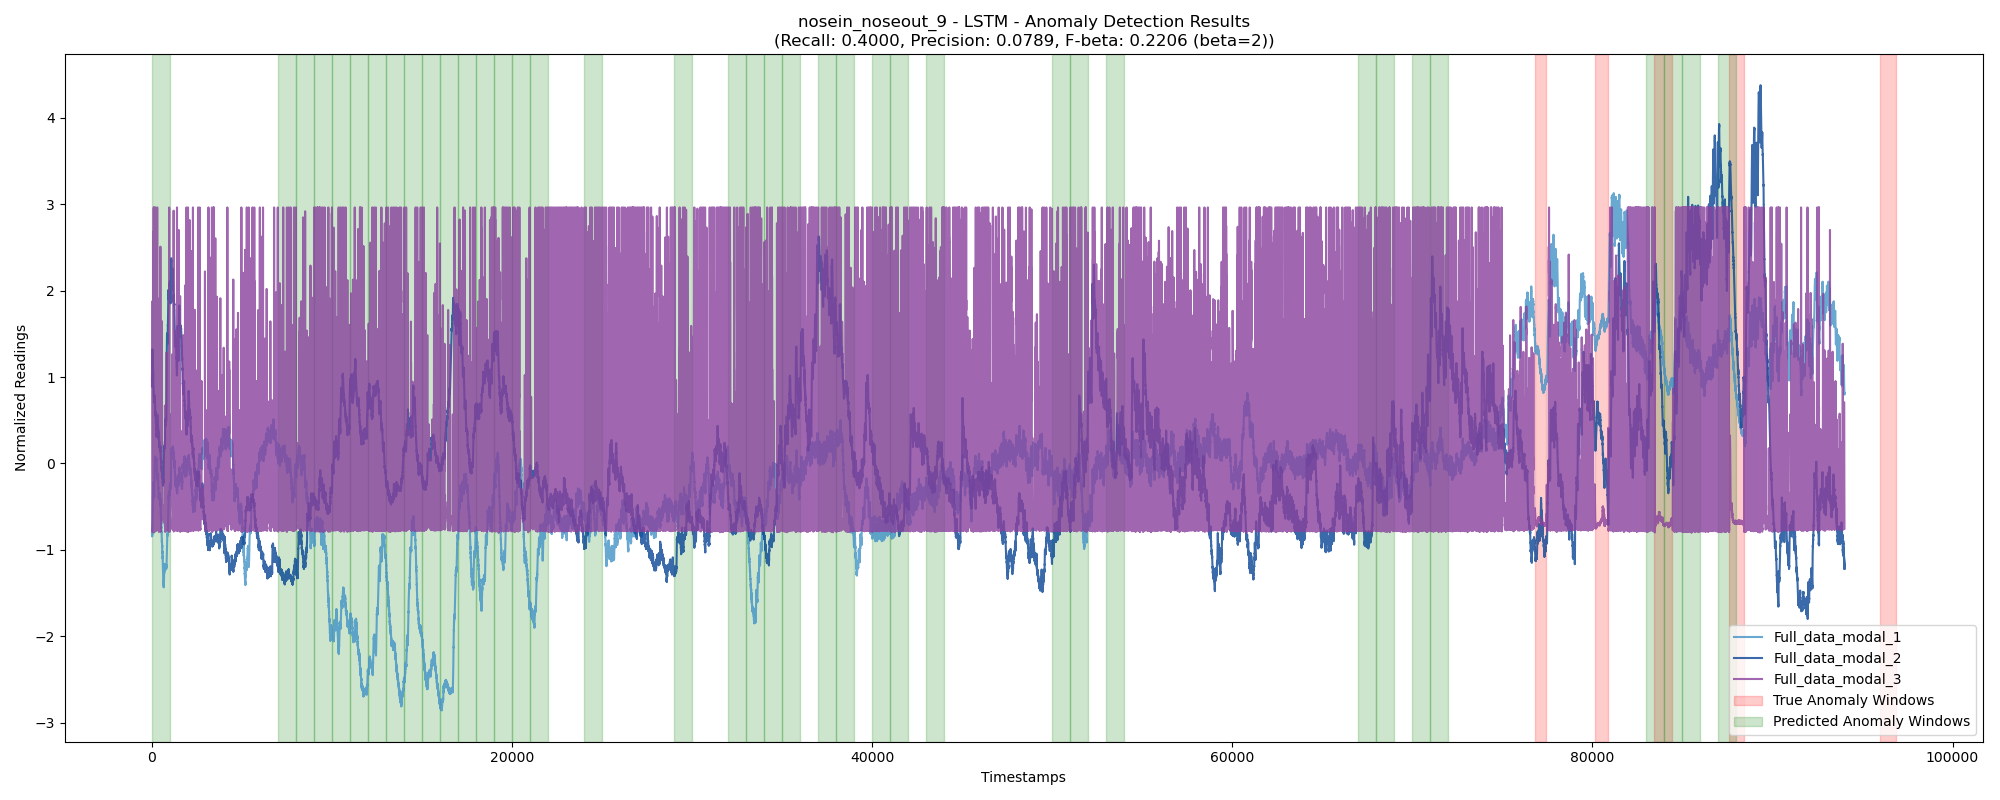 nosein_noseout_9 - LSTM - Anomaly Detection Results
(Recall: 0.4000, Precision: 0.0789, F-beta: 0.2206 (beta=2))
Normalized Readings
4
3
2
1
0
−1
−2
−3
0
20000
40000
60000
80000
100000
Timestamps
Full_data_modal_1
Full_data_modal_2
Full_data_modal_3
True Anomaly Windows
Predicted Anomaly Windows